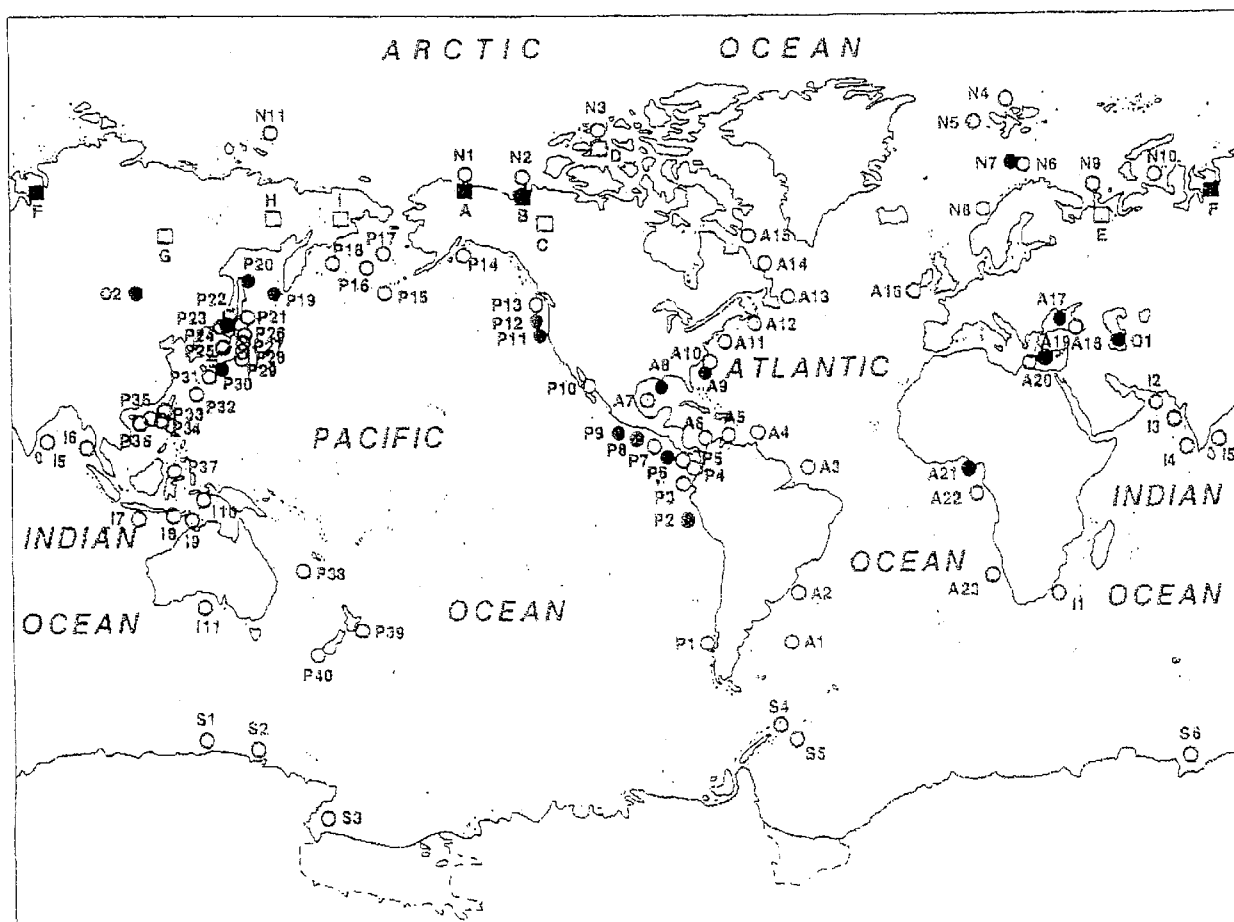 ARCTIC OCEAN
N11
N3
N4
N5
N1
N2
D
N7
N6
N9
N10
F
A
B
F
H
I
C
N8
E
G
A15
P17
P18
P16
P14
A14
P20
O2
P19
P15
A16
A13
P22
P21
P13
A17
P23
P12
A12
P26
P24
P11
A11
A19
A18
O1
P25
P28
A10
ATLANTIC
P29
A20
P31
P30
A8
A9
P10
P32
A7
I2
P35
P33
A6
A5
I3
P36
P34
PACIFIC
P9
A4
I6
I5
P8
P7
P5
I4
I5
P37
P6
P4
A3
A21
P3
A22
I10
INDIAN
I7
I8
I9
P2
INDIAN
P38
OCEAN
A23
OCEAN
I11
OCEAN
A2
I1
OCEAN
P39
P1
A1
P40
S1
S2
S4
S5
S6
S3